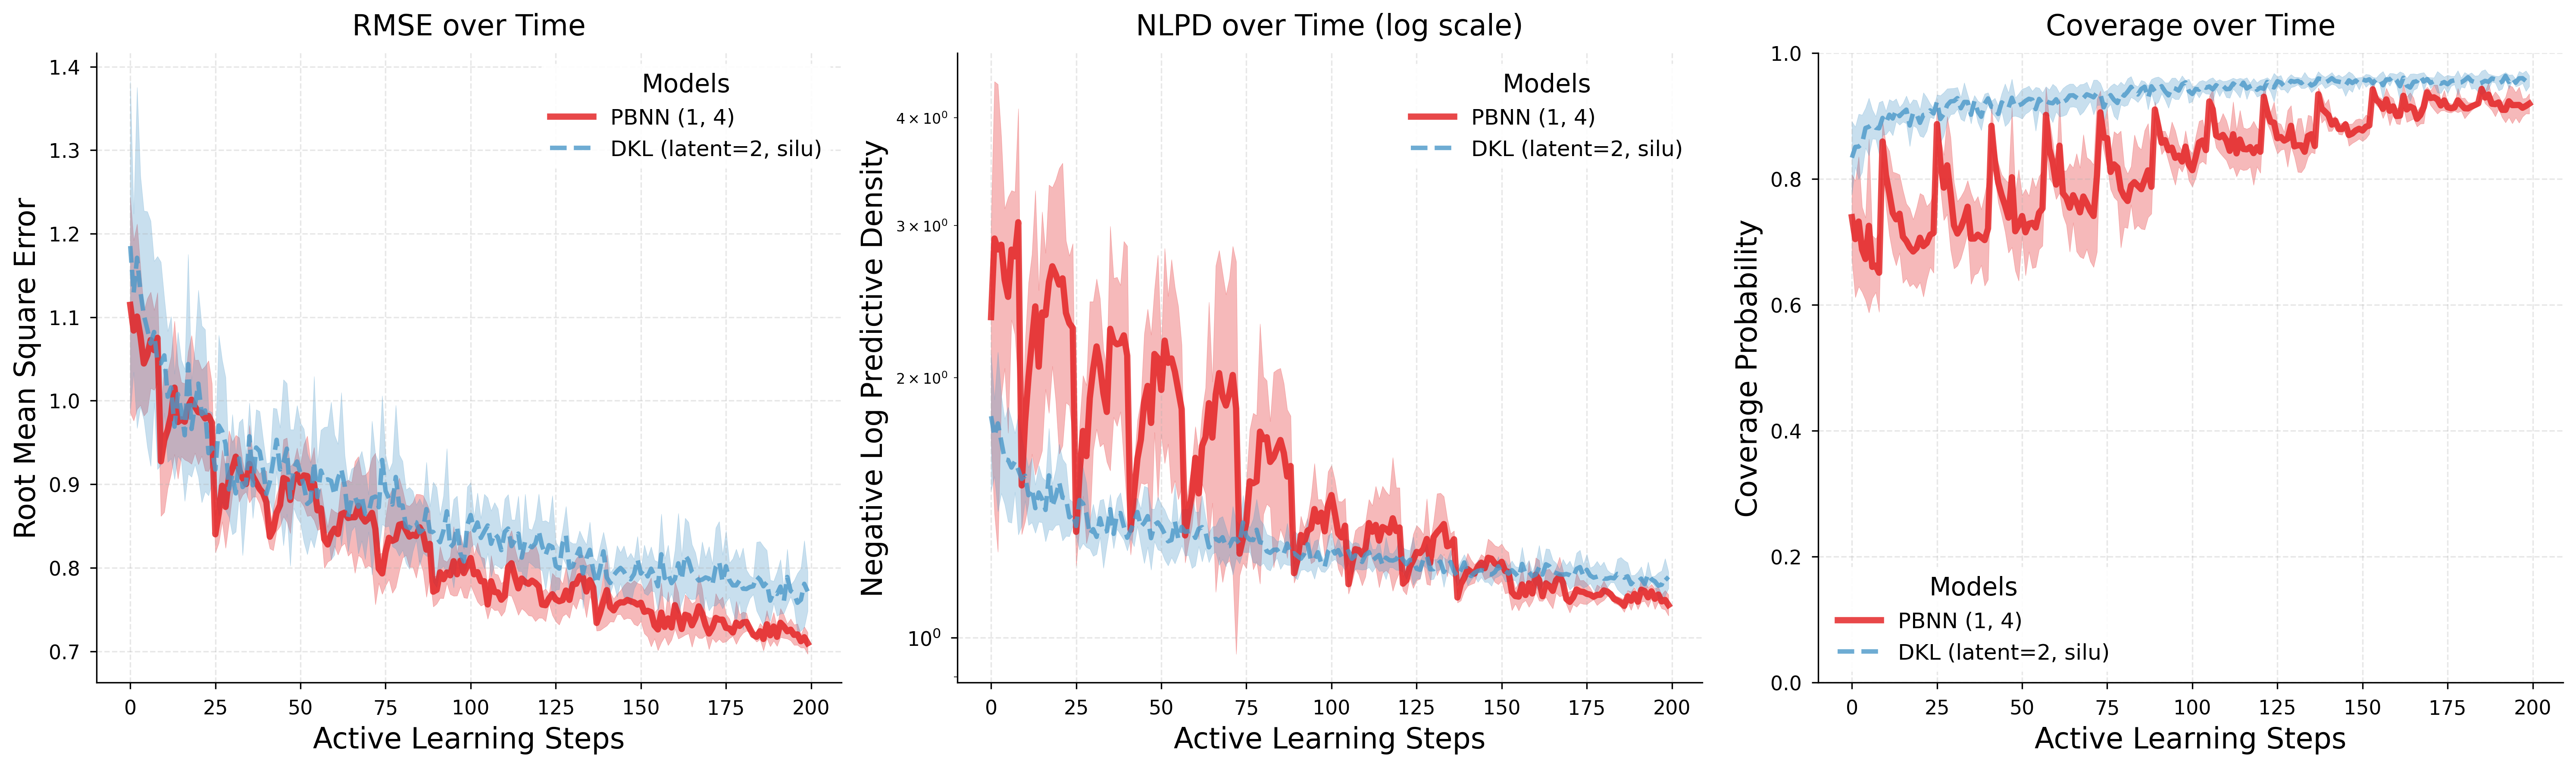 RMSE over Time
Root Mean Square Error
1.4
1.3
1.2
1.1
1.0
0.9
0.8
0.7
Models
PBNN (1, 4)
DKL (latent=2, silu)
0 25 50 75 100 125 150 175 200
Active Learning Steps
NLPD over Time (log scale)
Negative Log Predictive Density
4 × 10⁰
3 × 10⁰
2 × 10⁰
10⁰
Models
PBNN (1, 4)
DKL (latent=2, silu)
0 25 50 75 100 125 150 175 200
Active Learning Steps
Coverage over Time
Coverage Probability
1.0
0.8
0.6
0.4
0.2
0.0
Models
PBNN (1, 4)
DKL (latent=2, silu)
0 25 50 75 100 125 150 175 200
Active Learning Steps